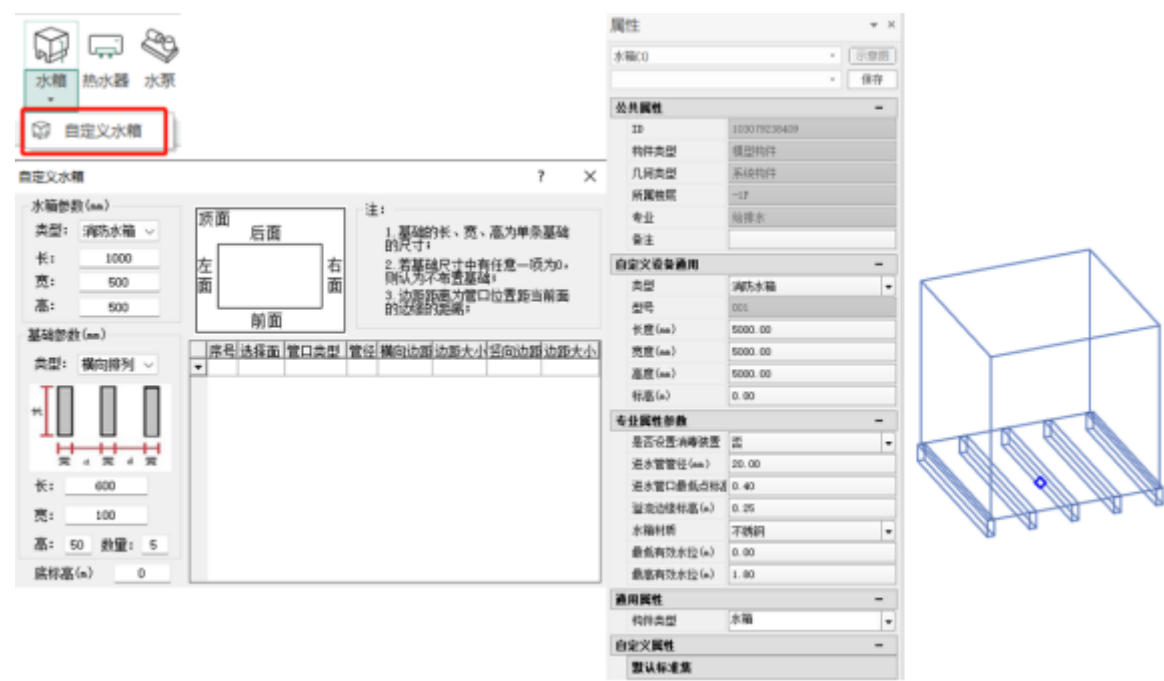 水箱 热水器 水泵
自定义水箱
自定义水箱 ? ×
水箱参数(mm)
类型: 消防水箱
长: 1000
宽: 500
高: 500
基础参数(mm)
类型: 横向排列
长
宽 d 宽 d 宽
长: 600
宽: 100
高: 50 数量: 5
底标高(m) 0
顶面
后面
左面
右面
前面
注:
1.基础的长、宽、高为单条基础
的尺寸;
2.若基础尺寸中有任意一项为0,
则认为不布置基础;
3.边距距离为管口位置距当前面
的边缘的距离;
序号 选择面 管口类型 管径 横向边距 边距大小 竖向边距 边距大小
属性
水箱(1) 示意图
保存
公共属性
ID 103079238409
构件类型 模型构件
几何类型 系统构件
所属楼层 -1F
专业 给排水
备注
自定义设备通用
类型 消防水箱
型号 001
长度(mm) 5000.00
宽度(mm) 5000.00
高度(mm) 5000.00
标高(m) 0.00
专业属性参数
是否设置消毒装置 否
进水管管径(mm) 20.00
进水管口最低点标高 0.40
溢流边缘标高(m) 0.25
水箱材质 不锈钢
最低有效水位(m) 0.00
最高有效水位(m) 1.80
通用属性
构件类型 水箱
自定义属性
默认标准集